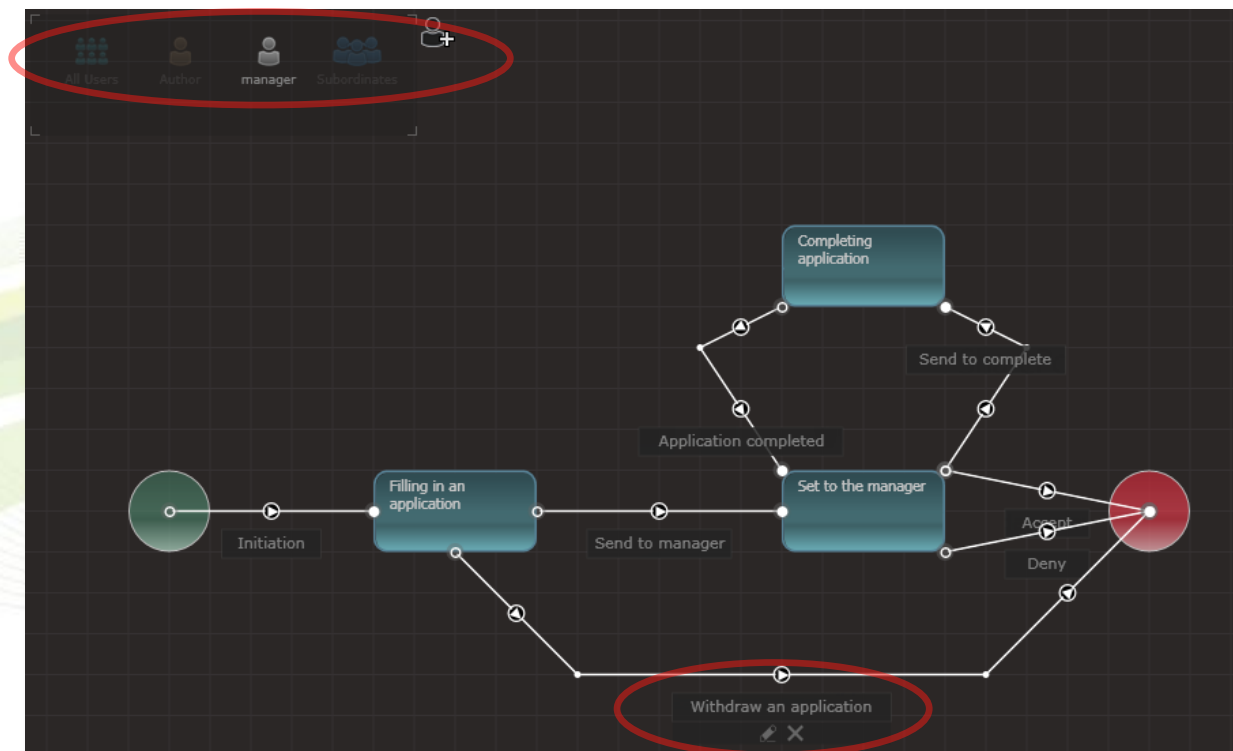 All Users
Author
manager
Subordinates
Completing
application
Send to complete
Application completed
Filling in an
application
Set to the manager
Initiation
Send to manager
Accept
Deny
Withdraw an application